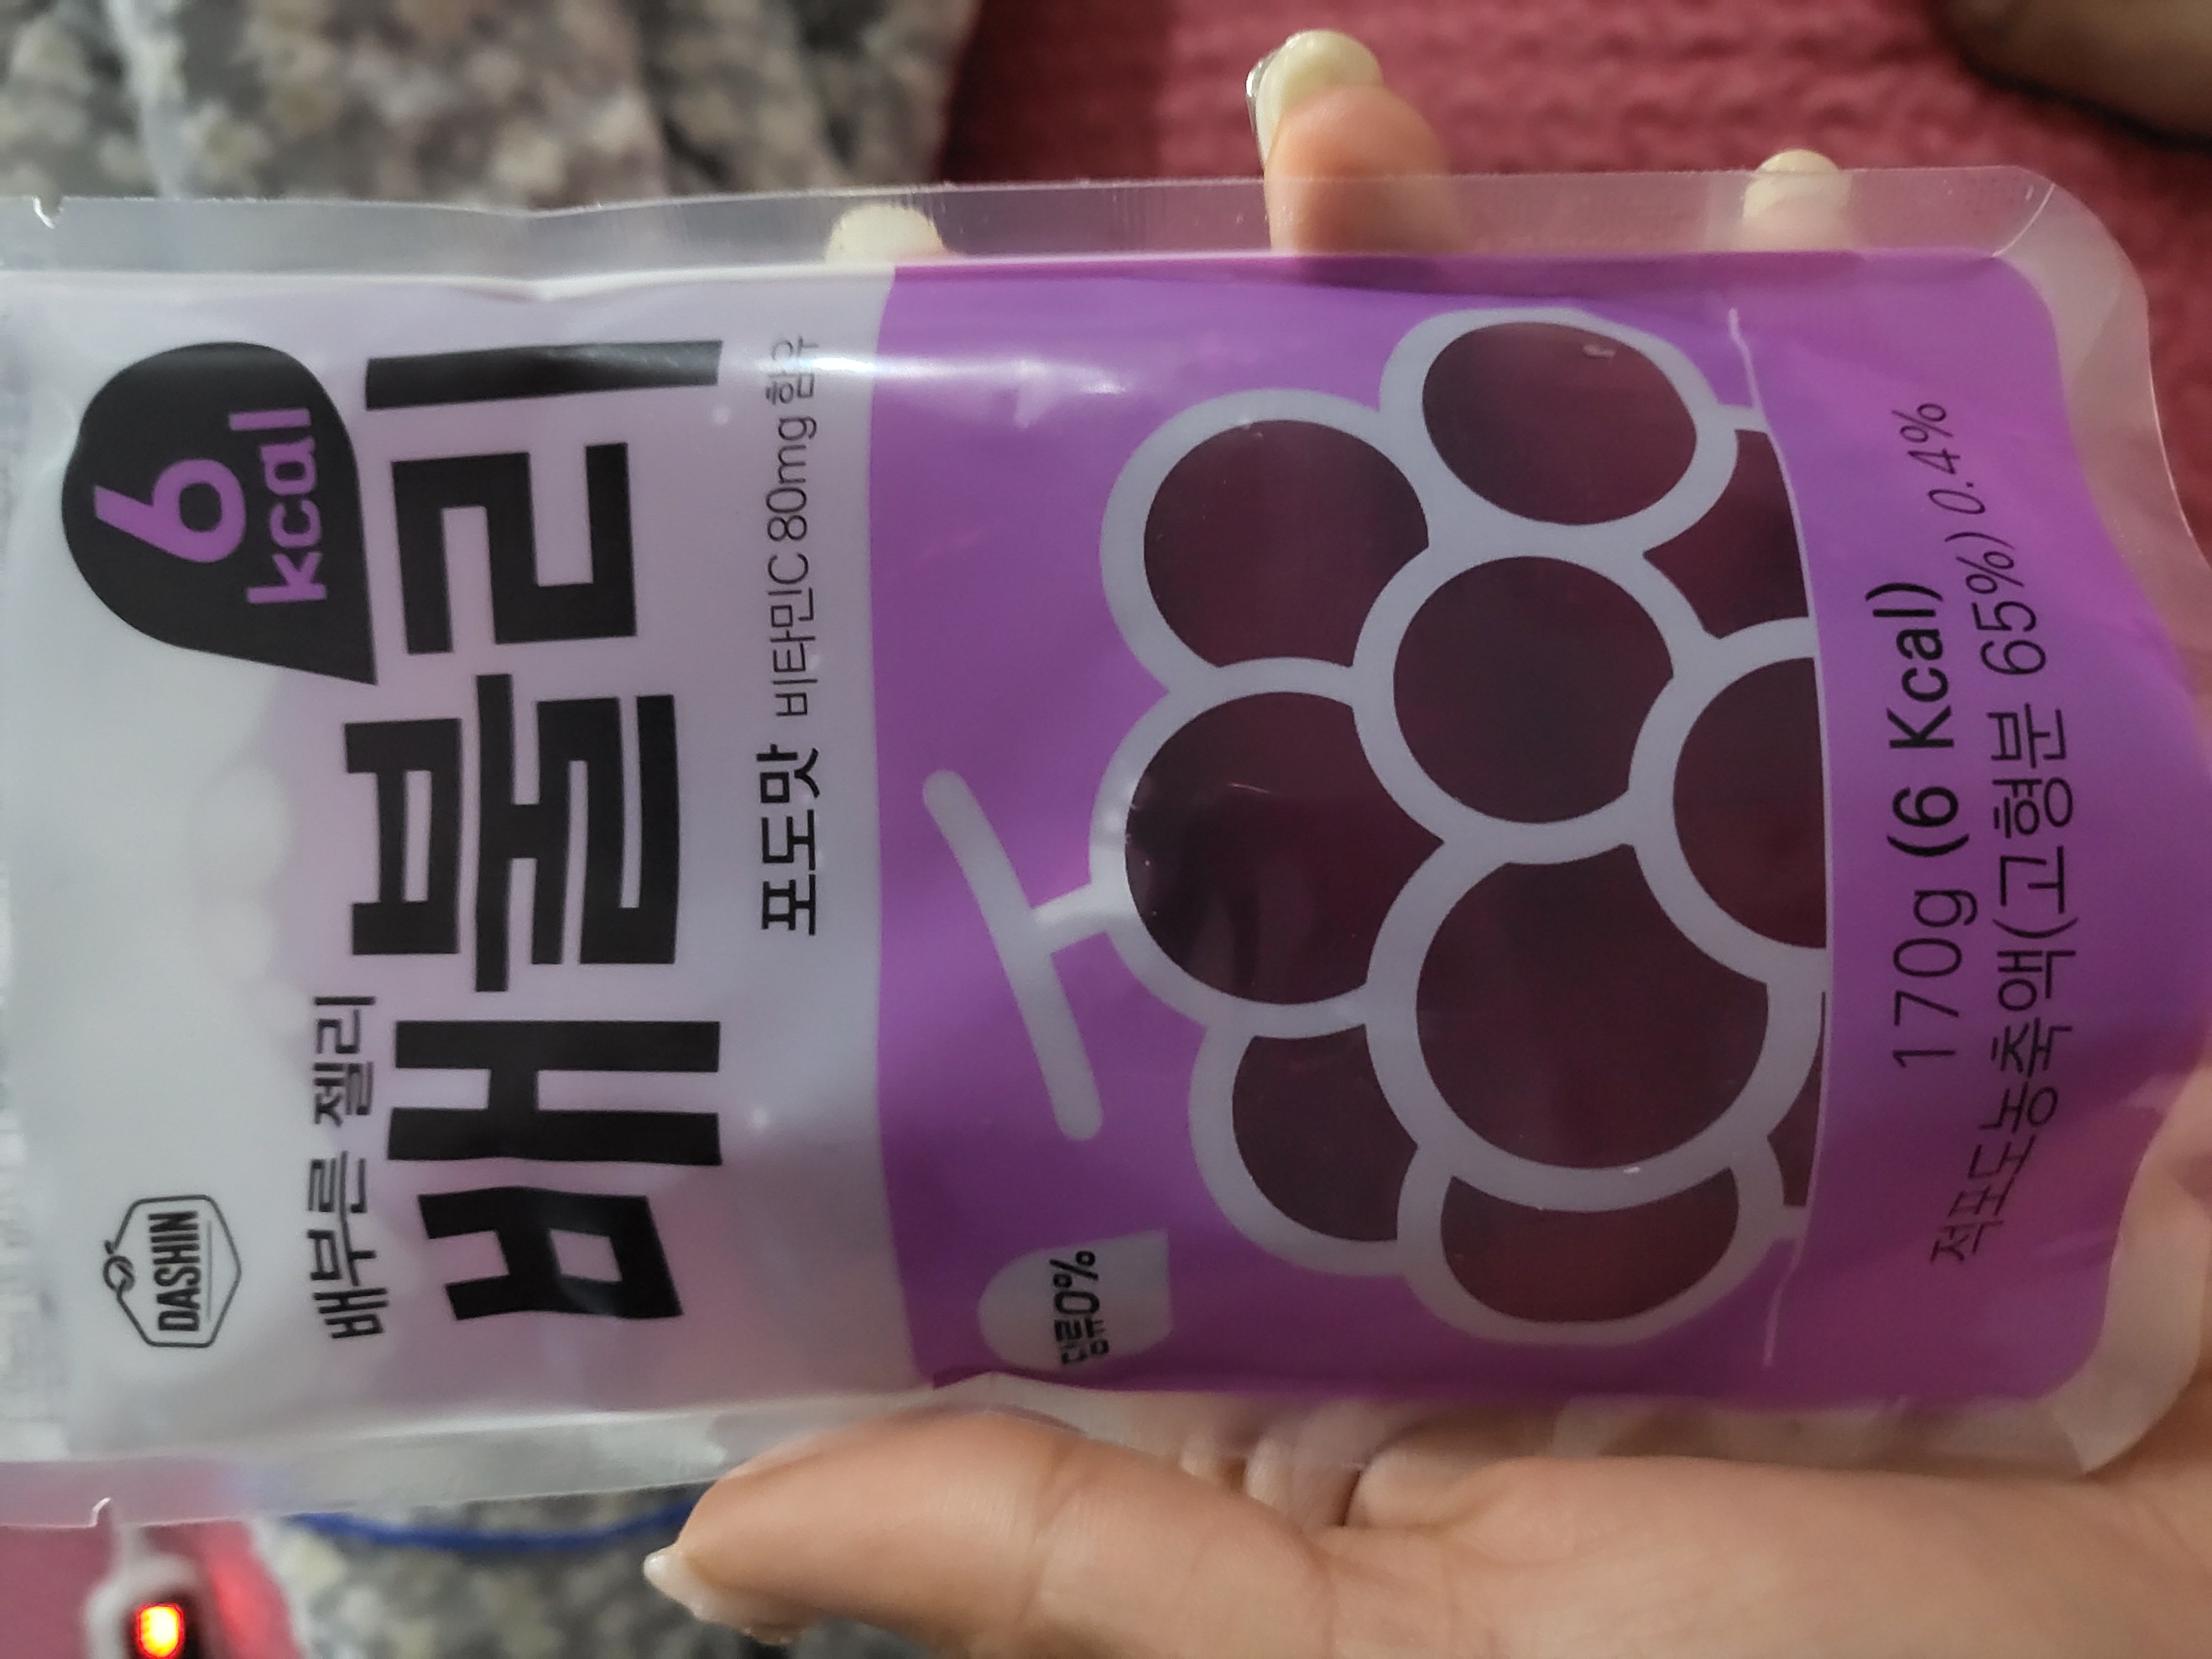 DASHIN
6
kcal
배부른 젤리
배불리
포도맛 비타민C 80mg 함유
당류0%
170g (6 Kcal)
적포도농축액(고형분 65%) 0.4%